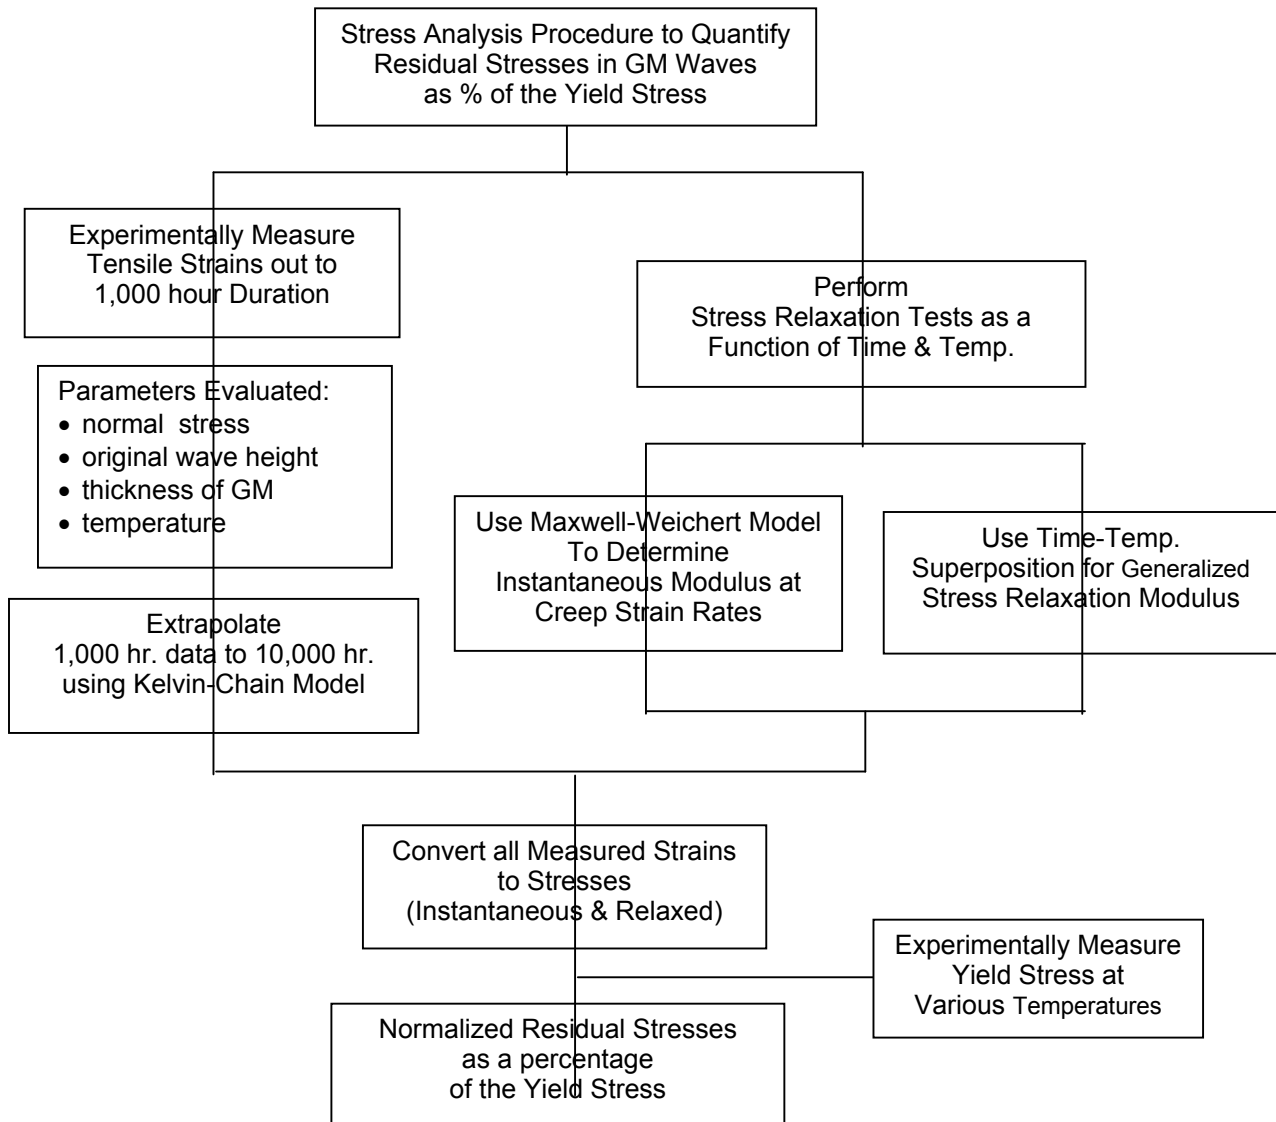 Stress Analysis Procedure to Quantify
Residual Stresses in GM Waves
as % of the Yield Stress
Experimentally Measure
Tensile Strains out to
1,000 hour Duration
Perform
Stress Relaxation Tests as a
Function of Time & Temp.
Parameters Evaluated:
• normal stress
• original wave height
• thickness of GM
• temperature
Use Maxwell-Weichert Model
To Determine
Instantaneous Modulus at
Creep Strain Rates
Use Time-Temp.
Superposition for Generalized
Stress Relaxation Modulus
Extrapolate
1,000 hr. data to 10,000 hr.
using Kelvin-Chain Model
Convert all Measured Strains
to Stresses
(Instantaneous & Relaxed)
Experimentally Measure
Yield Stress at
Various Temperatures
Normalized Residual Stresses
as a percentage
of the Yield Stress